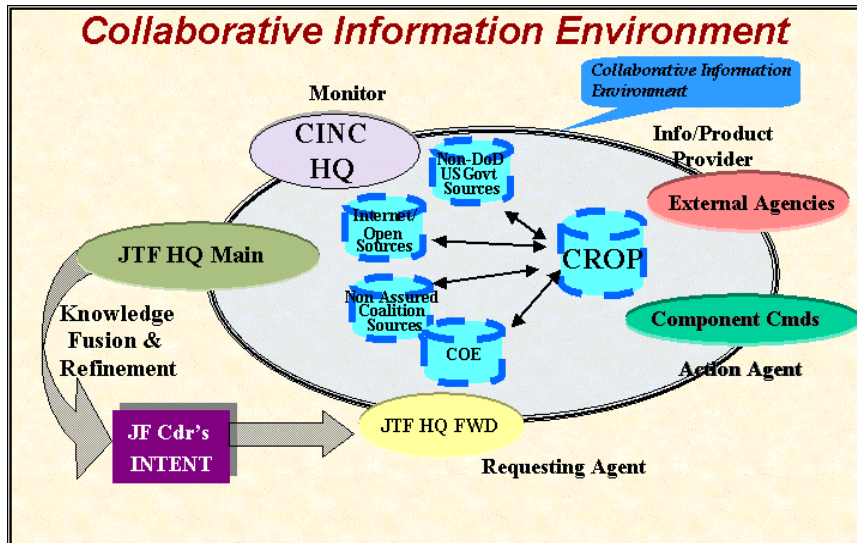 Collaborative Information Environment
Collaborative Information
Environment
Monitor
CINC
HQ
Non-DoD
US Govt
Sources
Info/Product
Provider
External Agencies
Internet/
Open
Sources
CROP
JTF HQ Main
Non Assured
Coalition
Sources
COE
Component Cmds
Action Agent
Knowledge
Fusion &
Refinement
JF Cdr's
INTENT
JTF HQ FWD
Requesting Agent